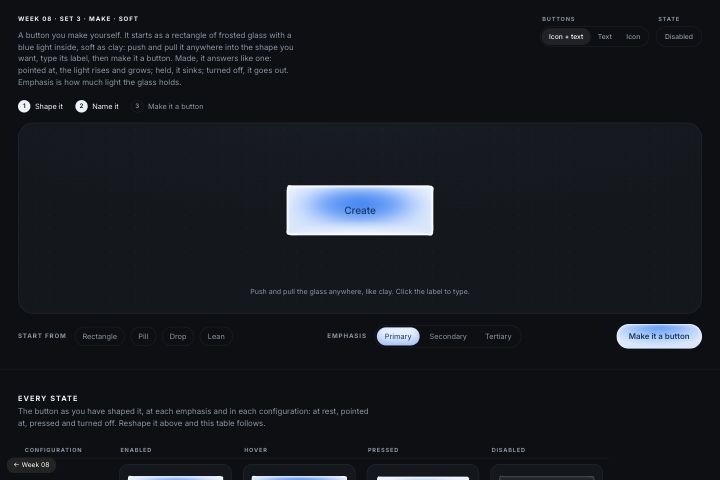 WEEK 08 · SET 3 · MAKE · SOFT
A button you make yourself. It starts as a rectangle of frosted glass with a
blue light inside, soft as clay: push and pull it anywhere into the shape you
want, type its label, then make it a button. Made, it answers like one:
pointed at, the light rises and grows; held, it sinks; turned off, it goes out.
Emphasis is how much light the glass holds.
BUTTONS
Icon + text Text Icon
STATE
Disabled
1 Shape it 2 Name it 3 Make it a button
Create
Push and pull the glass anywhere, like clay. Click the label to type.
START FROM Rectangle Pill Drop Lean
EMPHASIS Primary Secondary Tertiary
Make it a button
EVERY STATE
The button as you have shaped it, at each emphasis and in each configuration: at rest, pointed
at, pressed and turned off. Reshape it above and this table follows.
CONFIGURATION ENABLED HOVER PRESSED DISABLED
← Week 08